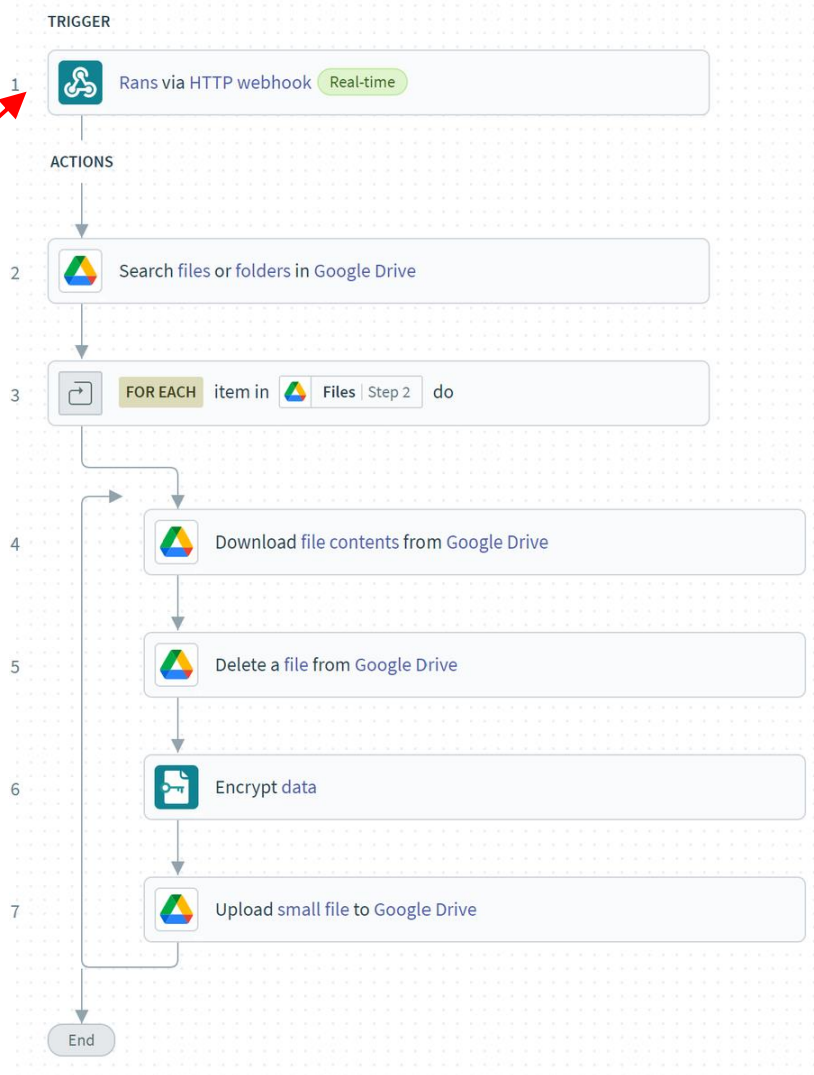 TRIGGER
1 Rans via HTTP webhook Real-time
ACTIONS
2 Search files or folders in Google Drive
3 FOR EACH item in Files | Step 2 do
4 Download file contents from Google Drive
5 Delete a file from Google Drive
6 Encrypt data
7 Upload small file to Google Drive
End